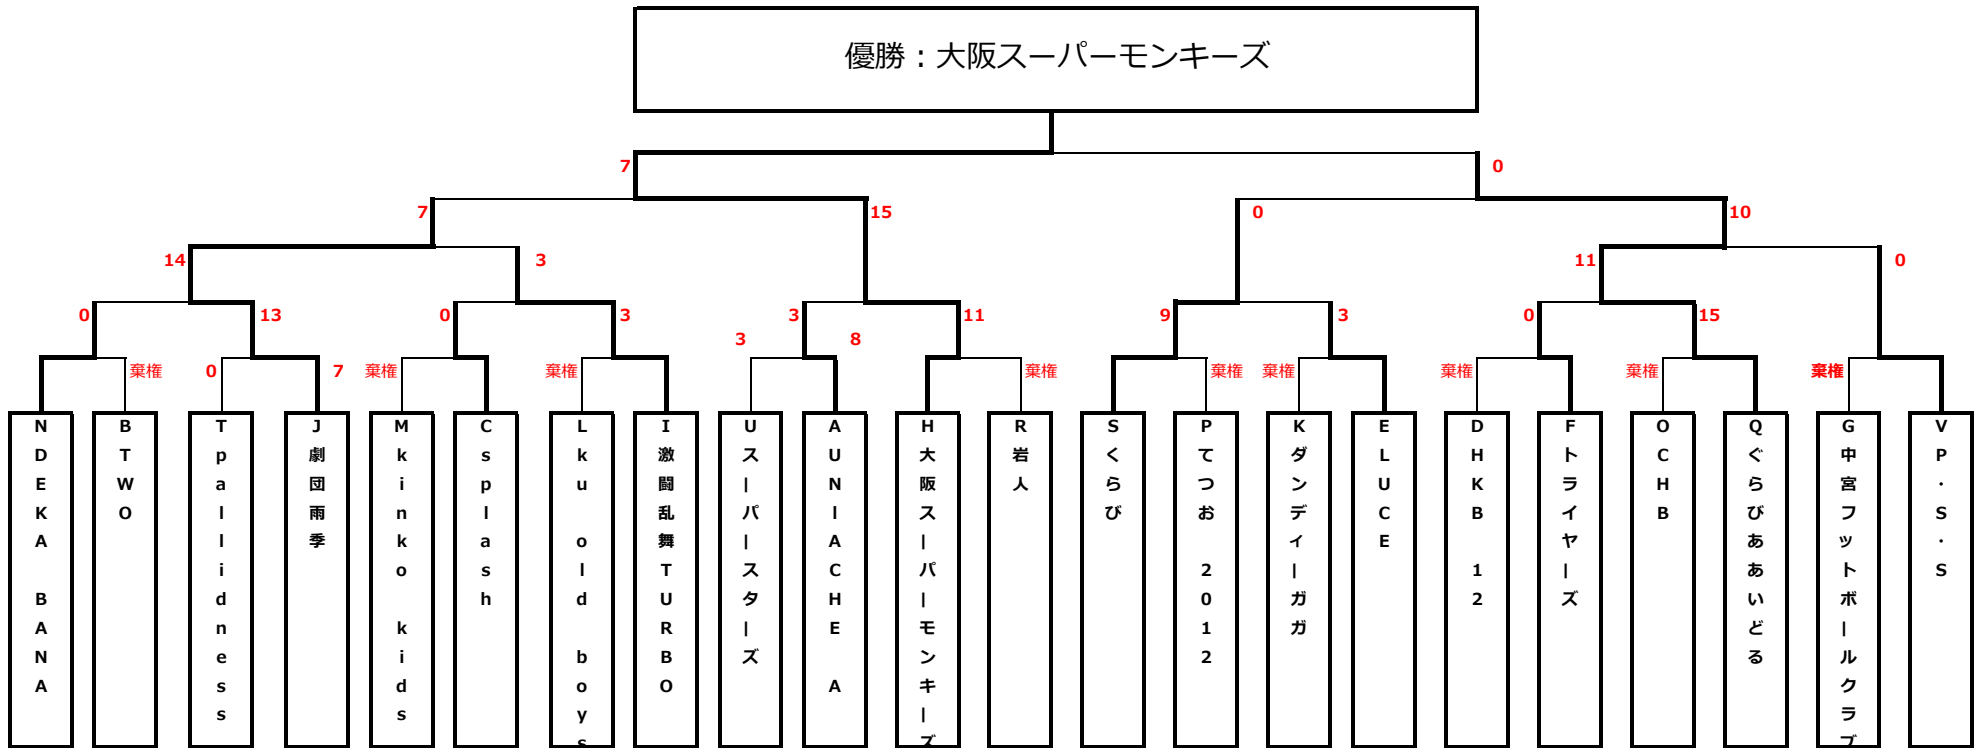 優勝：大阪スーパーモンキーズ
7
0
7
15
0
10
14
3
11
0
0
13
0
3
3
11
9
3
0
15
3
8
棄権
0
7
棄権
棄権
棄権
棄権
棄権
棄権
棄権
棄権
NDEKA BANA
BTWO
Tpallidness
J劇団雨季
Mkinko kids
Csplash
Lku old boys
I激闘乱舞TURBO
Uスーパースターズ
AUNIACHE A
H大阪スーパーモンキーズ
R岩人
Sくらび
Pてつお 2012
Kダンディーガガ
ELUCE
DHKB 12
Fトライヤーズ
OCHB
Qぐらびああいどる
G中宮フットボールクラブ
VP・S・S